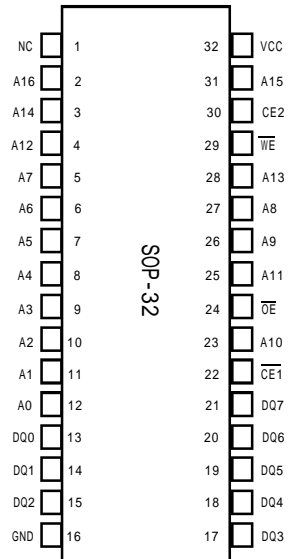 NC 1 32 VCC
A16 2 31 A15
A14 3 30 CE2
A12 4 29 W̅E̅
A7 5 28 A13
A6 6 27 A8
A5 7 26 A9
A4 8 25 A11
A3 9 24 O̅E̅
A2 10 23 A10
A1 11 22 C̅E̅1̅
A0 12 21 DQ7
DQ0 13 20 DQ6
DQ1 14 19 DQ5
DQ2 15 18 DQ4
GND 16 17 DQ3
SOP-32